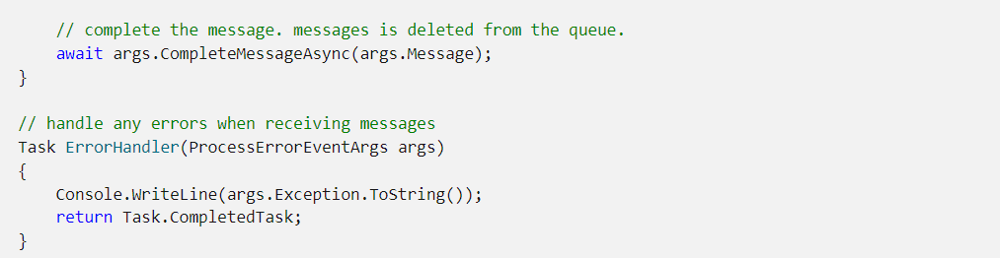 // complete the message. messages is deleted from the queue.
    await args.CompleteMessageAsync(args.Message);
}

// handle any errors when receiving messages
Task ErrorHandler(ProcessErrorEventArgs args)
{
    Console.WriteLine(args.Exception.ToString());
    return Task.CompletedTask;
}